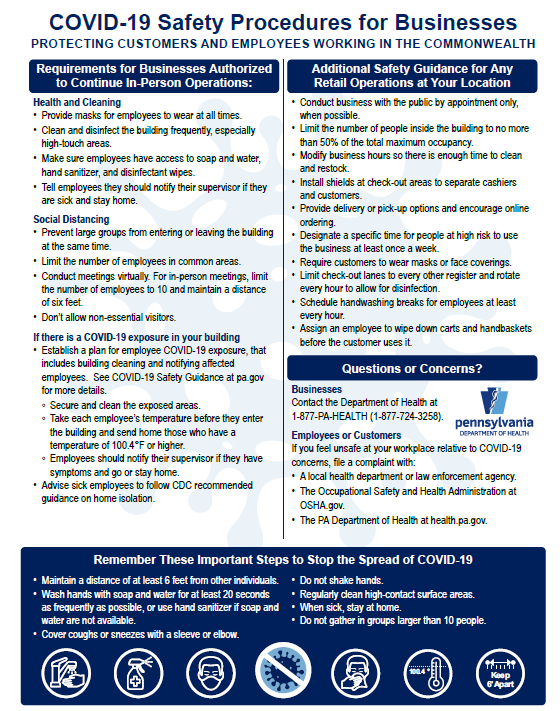 COVID-19 Safety Procedures for Businesses
PROTECTING CUSTOMERS AND EMPLOYEES WORKING IN THE COMMONWEALTH
Requirements for Businesses Authorized
to Continue In-Person Operations:
Health and Cleaning
• Provide masks for employees to wear at all times.
• Clean and disinfect the building frequently, especially
high-touch areas.
• Make sure employees have access to soap and water,
hand sanitizer, and disinfectant wipes.
• Tell employees they should notify their supervisor if they
are sick and stay home.
Social Distancing
• Prevent large groups from entering or leaving the building
at the same time.
• Limit the number of employees in common areas.
• Conduct meetings virtually. For in-person meetings, limit
the number of employees to 10 and maintain a distance
of six feet.
• Don't allow non-essential visitors.
If there is a COVID-19 exposure in your building
• Establish a plan for employee COVID-19 exposure, that
includes building cleaning and notifying affected
employees. See COVID-19 Safety Guidance at pa.gov
for more details.
◦ Secure and clean the exposed areas.
◦ Take each employee's temperature before they enter
the building and send home those who have a
temperature of 100.4°F or higher.
◦ Employees should notify their supervisor if they have
symptoms and go or stay home.
• Advise sick employees to follow CDC recommended
guidance on home isolation.
Additional Safety Guidance for Any
Retail Operations at Your Location
• Conduct business with the public by appointment only,
when possible.
• Limit the number of people inside the building to no more
than 50% of the total maximum occupancy.
• Modify business hours so there is enough time to clean
and restock.
• Install shields at check-out areas to separate cashiers
and customers.
• Provide delivery or pick-up options and encourage online
ordering.
• Designate a specific time for people at high risk to use
the business at least once a week.
• Require customers to wear masks or face coverings.
• Limit check-out lanes to every other register and rotate
every hour to allow for disinfection.
• Schedule handwashing breaks for employees at least
every hour.
• Assign an employee to wipe down carts and handbaskets
before the customer uses it.
Questions or Concerns?
Businesses
Contact the Department of Health at
1-877-PA-HEALTH (1-877-724-3258).
pennsylvania
DEPARTMENT OF HEALTH
Employees or Customers
If you feel unsafe at your workplace relative to COVID-19
concerns, file a complaint with:
• A local health department or law enforcement agency.
• The Occupational Safety and Health Administration at
OSHA.gov.
• The PA Department of Health at health.pa.gov.
Remember These Important Steps to Stop the Spread of COVID-19
• Maintain a distance of at least 6 feet from other individuals.
• Wash hands with soap and water for at least 20 seconds
as frequently as possible, or use hand sanitizer if soap and
water are not available.
• Cover coughs or sneezes with a sleeve or elbow.
• Do not shake hands.
• Regularly clean high-contact surface areas.
• When sick, stay at home.
• Do not gather in groups larger than 10 people.
100.4°
Keep
6' Apart